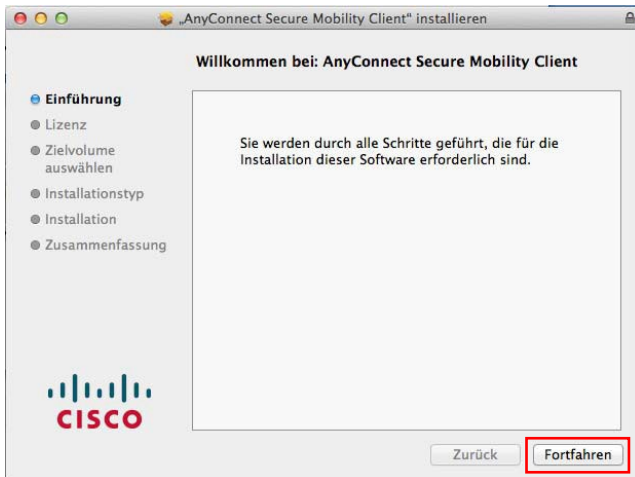 „AnyConnect Secure Mobility Client“ installieren
Willkommen bei: AnyConnect Secure Mobility Client
Einführung
Lizenz
Zielvolume
auswählen
Installationstyp
Installation
Zusammenfassung
Sie werden durch alle Schritte geführt, die für die
Installation dieser Software erforderlich sind.
CISCO
Zurück
Fortfahren